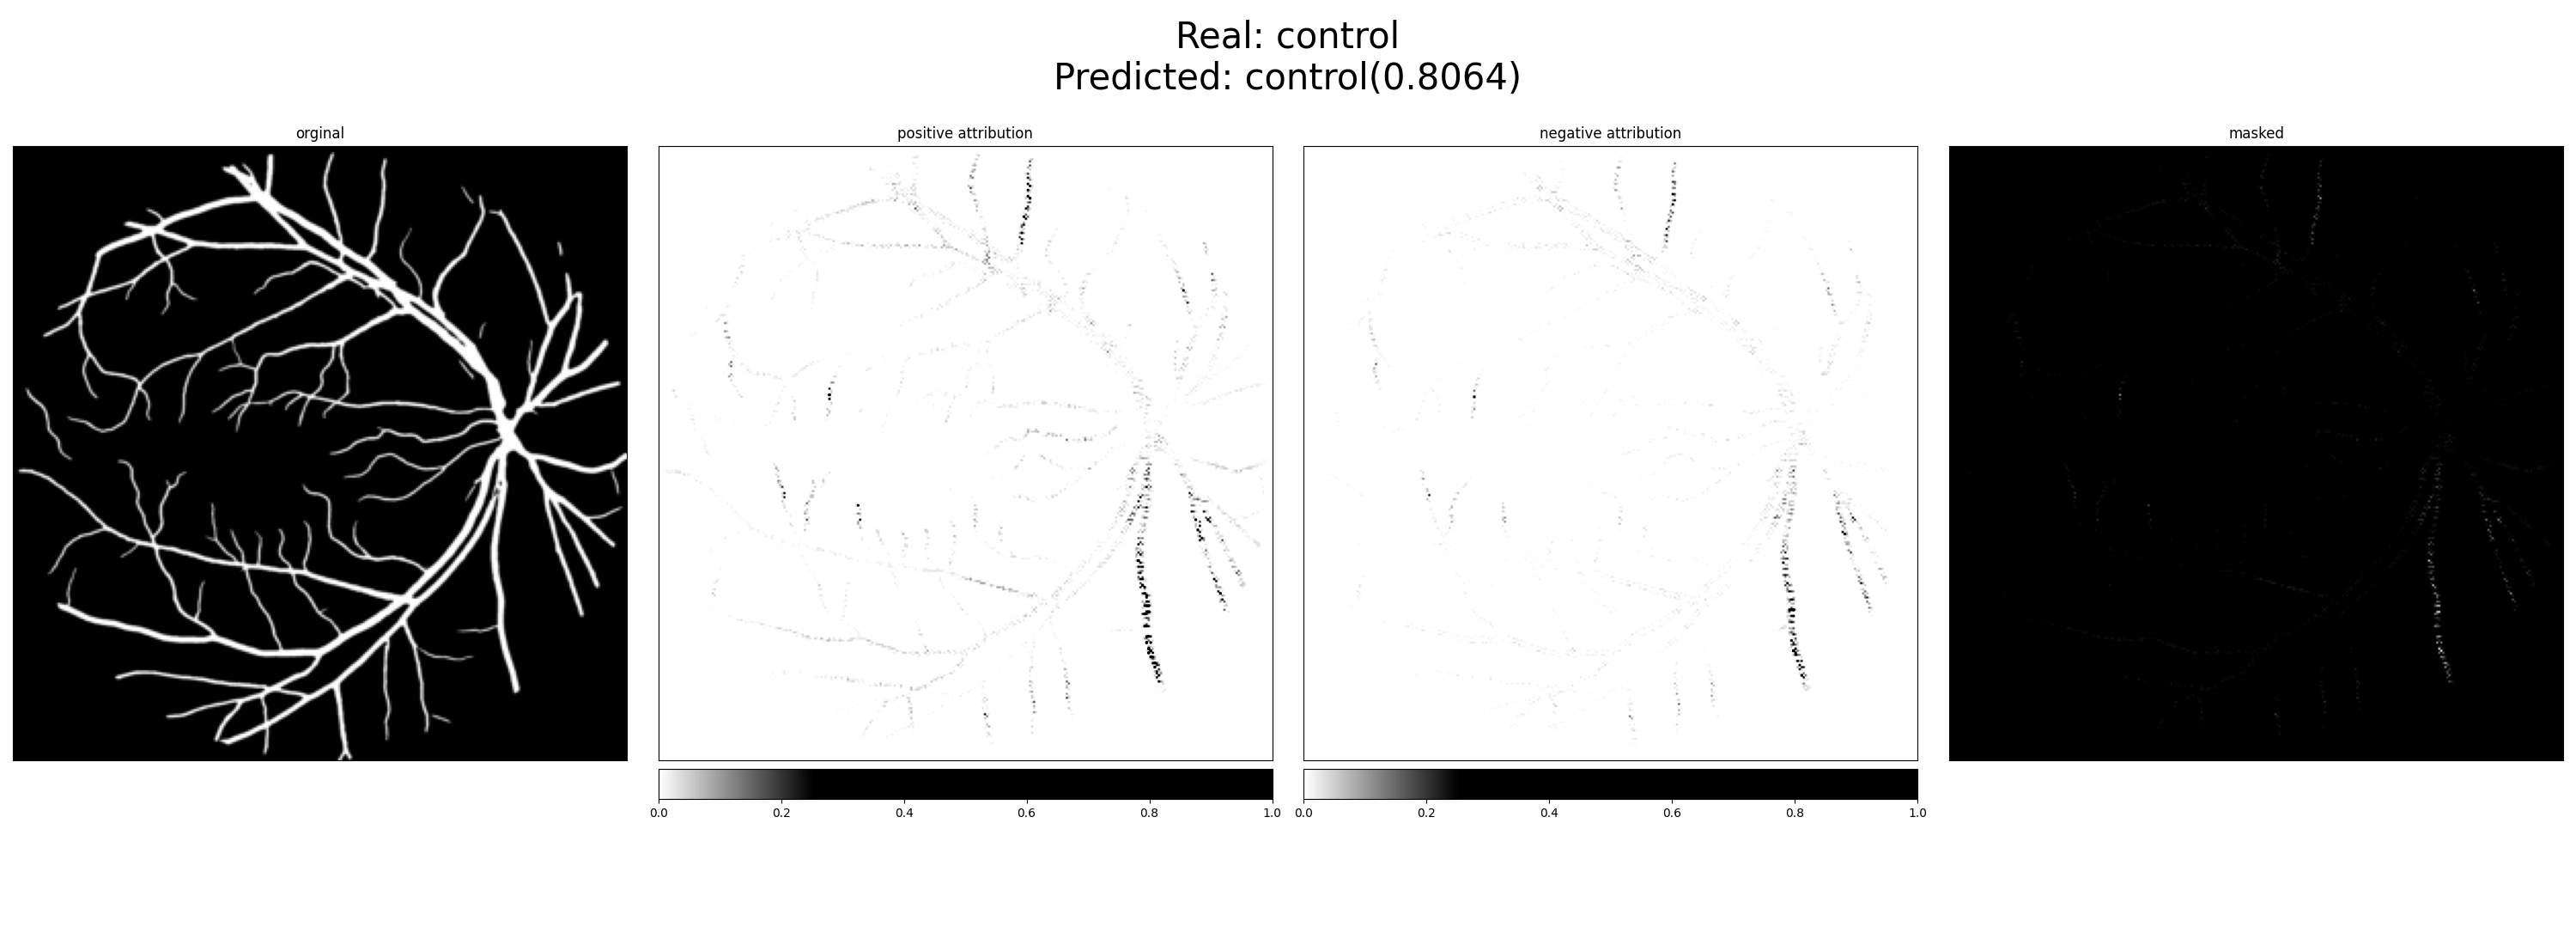 Real: control
Predicted: control(0.8064)
orginal
positive attribution
negative attribution
masked
0.0 0.2 0.4 0.6 0.8 1.0
0.0 0.2 0.4 0.6 0.8 1.0